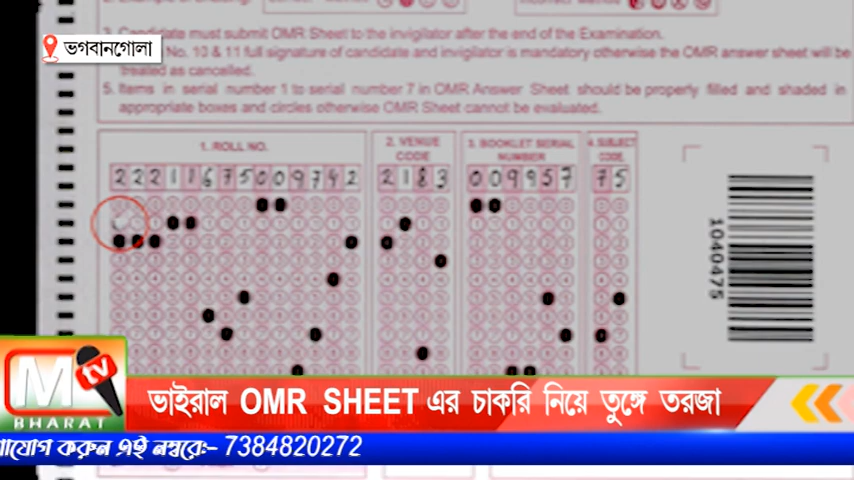 3. Candidate must submit OMR Sheet to the invigilator after the end of the Examination.
No. 10 & 11 full signature of candidate and invigilator is mandatory otherwise the OMR answer sheet will be
treated as cancelled.
5. Items in serial number 1 to serial number 7 in OMR Answer Sheet should be properly filled and shaded in
appropriate boxes and circles otherwise OMR Sheet cannot be evaluated.
ভগবানগোলা
1. ROLL NO.
2. VENUE CODE
3. BOOKLET SERIAL NUMBER
4. SUBJECT CODE
2 2 2 1 1 6 7 5 0 0 9 7 4 2
2 1 8 3
0 0 9 9 5 7
7 5
1040475
M tv
BHARAT
ভাইরাল OMR SHEET এর চাকরি নিয়ে তুঙ্গে তরজা
াযোগ করুন এই নম্বরে:- 7384820272